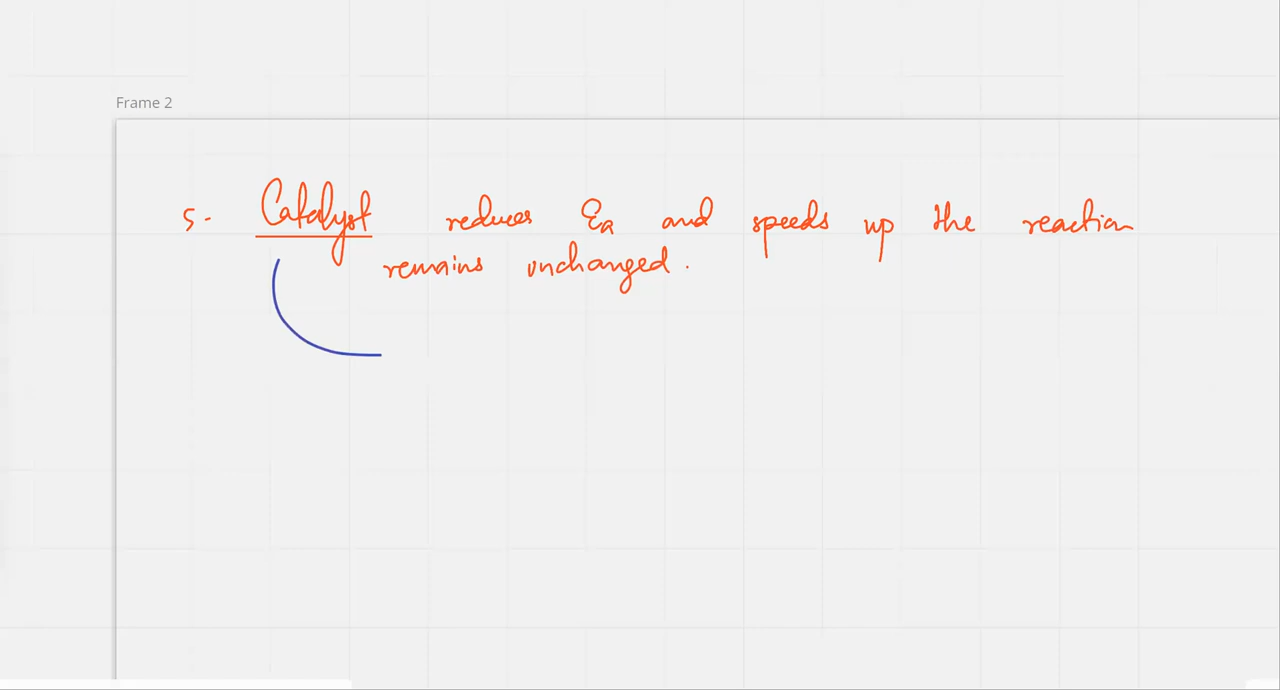 Frame 2
5. Catalyst reduces Ea and speeds up the reaction
remains unchanged.